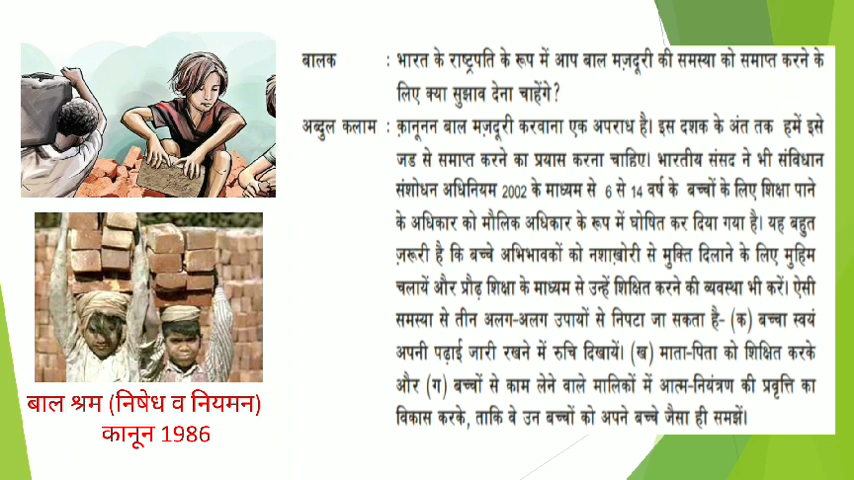 बालक : भारत के राष्ट्रपति के रूप में आप बाल मज़दूरी की समस्या को समाप्त करने के
लिए क्या सुझाव देना चाहेंगे?
अब्दुल कलाम : क़ानूनन बाल मज़दूरी करवाना एक अपराध है। इस दशक के अंत तक हमें इसे
जड से समाप्त करने का प्रयास करना चाहिए। भारतीय संसद ने भी संविधान
संशोधन अधिनियम 2002 के माध्यम से 6 से 14 वर्ष के बच्चों के लिए शिक्षा पाने
के अधिकार को मौलिक अधिकार के रूप में घोषित कर दिया गया है। यह बहुत
ज़रूरी है कि बच्चे अभिभावकों को नशाख़ोरी से मुक्ति दिलाने के लिए मुहिम
चलायें और प्रौढ़ शिक्षा के माध्यम से उन्हें शिक्षित करने की व्यवस्था भी करें। ऐसी
समस्या से तीन अलग-अलग उपायों से निपटा जा सकता है- (क) बच्चा स्वयं
अपनी पढ़ाई जारी रखने में रुचि दिखायें। (ख) माता-पिता को शिक्षित करके
और (ग) बच्चों से काम लेने वाले मालिकों में आत्म-नियंत्रण की प्रवृत्ति का
विकास करके, ताकि वे उन बच्चों को अपने बच्चे जैसा ही समझें।
बाल श्रम (निषेध व नियमन)
कानून 1986